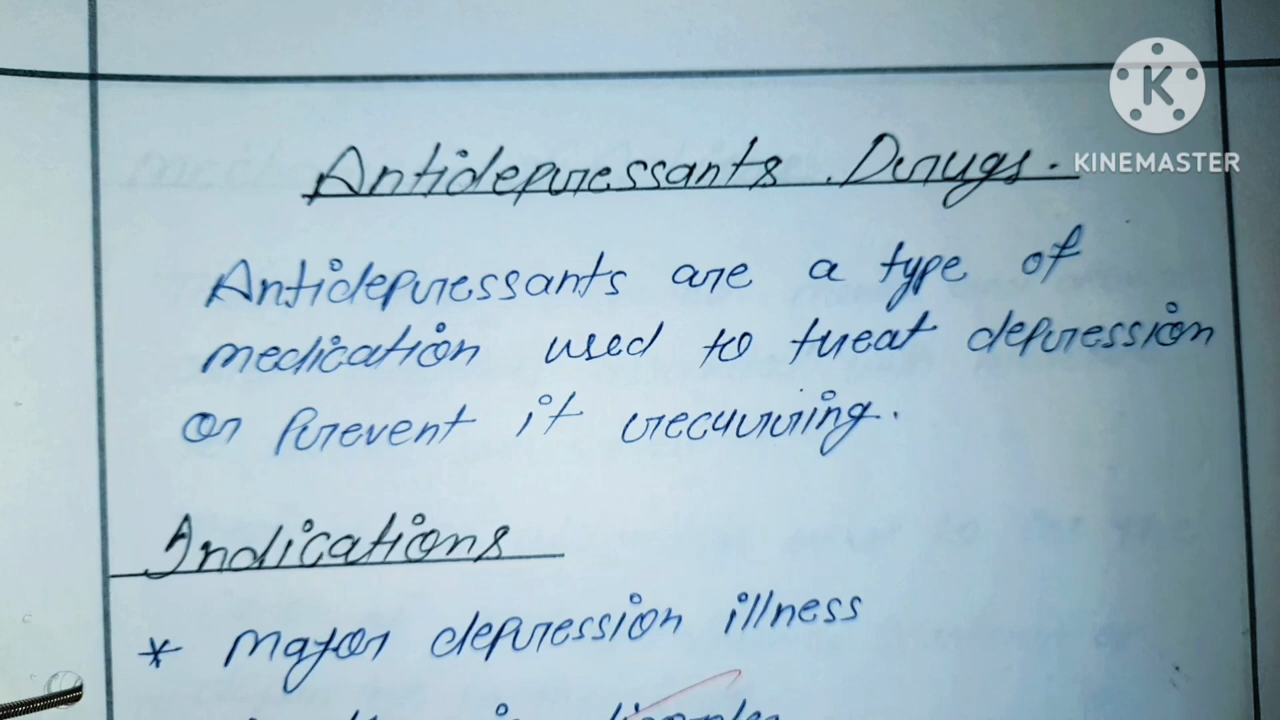 K
KINEMASTER
Antidepressants Drugs.
Antidepressants are a type of
medication used to treat depression
or prevent it recurring.
Indications
* Major depression illness